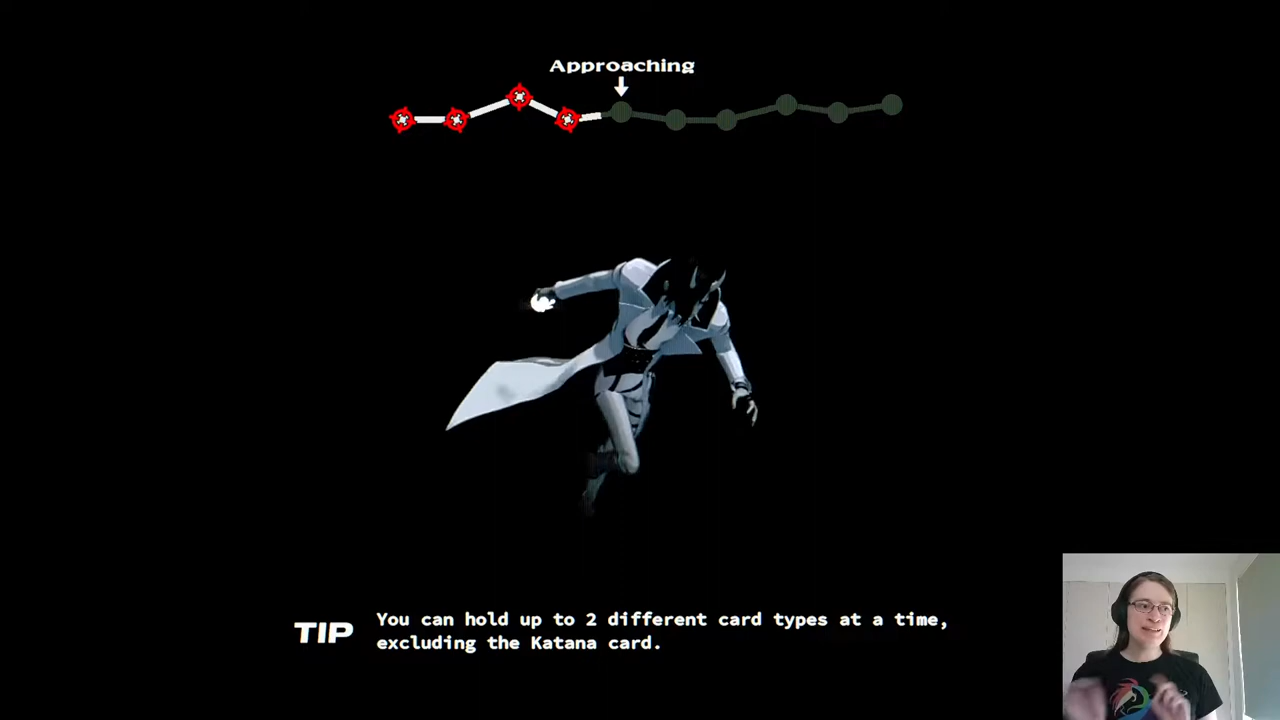 Approaching
TIP
You can hold up to 2 different card types at a time,
excluding the Katana card.